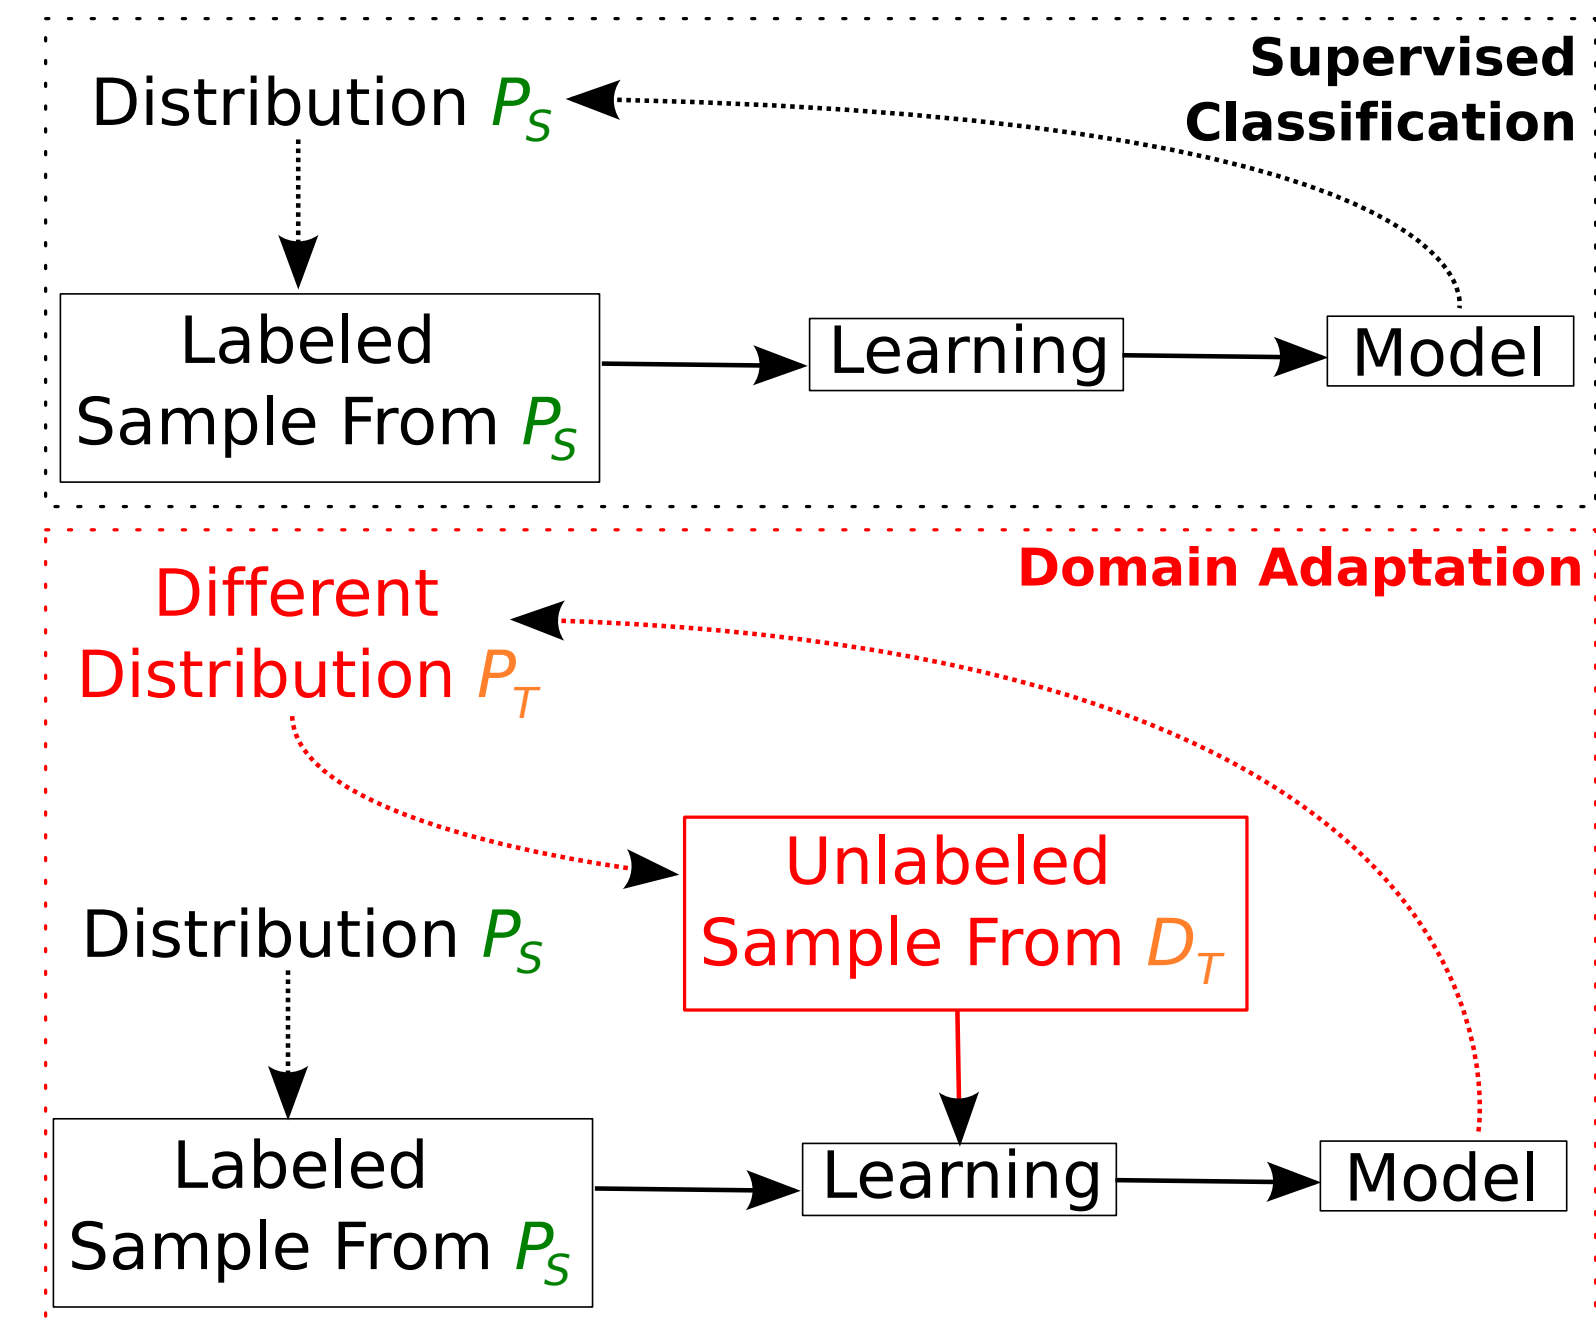 Supervised
Classification
Distribution P_S
Labeled
Sample From P_S
Learning
Model
Domain Adaptation
Different
Distribution P_T
Unlabeled
Sample From D_T
Distribution P_S
Labeled
Sample From P_S
Learning
Model